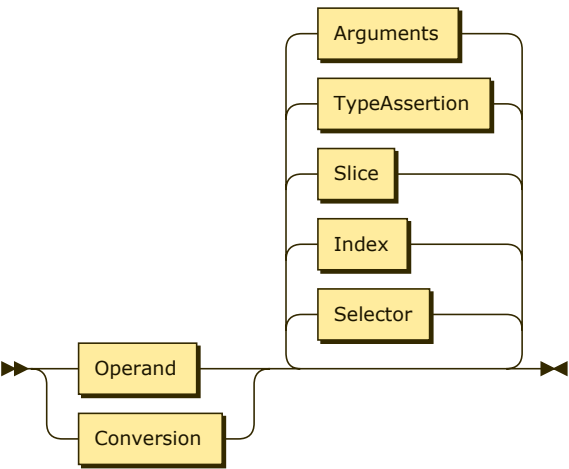 Arguments
TypeAssertion
Slice
Index
Selector
Operand
Conversion